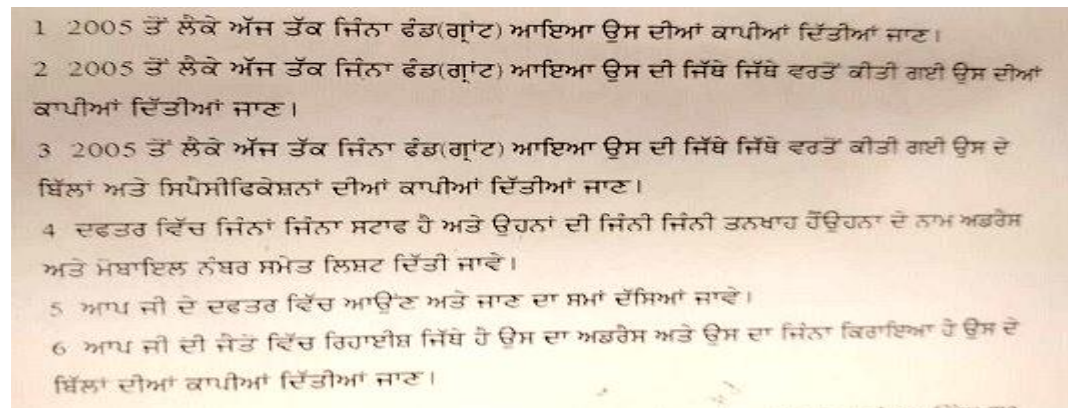 1 2005 ਤੋਂ ਲੈਕੇ ਅੱਜ ਤੱਕ ਜਿੰਨਾ ਫੰਡ(ਗ੍ਰਾਂਟ) ਆਇਆ ਉਸ ਦੀਆਂ ਕਾਪੀਆਂ ਦਿੱਤੀਆਂ ਜਾਣ।
2 2005 ਤੋਂ ਲੈਕੇ ਅੱਜ ਤੱਕ ਜਿੰਨਾ ਫੰਡ(ਗ੍ਰਾਂਟ) ਆਇਆ ਉਸ ਦੀ ਜਿੱਥੇ ਜਿੱਥੇ ਵਰਤੋਂ ਕੀਤੀ ਗਈ ਉਸ ਦੀਆਂ
ਕਾਪੀਆਂ ਦਿੱਤੀਆਂ ਜਾਣ।
3 2005 ਤੋਂ ਲੈਕੇ ਅੱਜ ਤੱਕ ਜਿੰਨਾ ਫੰਡ(ਗ੍ਰਾਂਟ) ਆਇਆ ਉਸ ਦੀ ਜਿੱਥੇ ਜਿੱਥੇ ਵਰਤੋਂ ਕੀਤੀ ਗਈ ਉਸ ਦੇ
ਬਿੱਲਾਂ ਅਤੇ ਸਿਪੈਸੀਫਿਕੇਸ਼ਨਾਂ ਦੀਆਂ ਕਾਪੀਆਂ ਦਿੱਤੀਆਂ ਜਾਣ।
4 ਦਫਤਰ ਵਿੱਚ ਜਿੰਨਾਂ ਜਿੰਨਾ ਸਟਾਫ ਹੈ ਅਤੇ ਉਹਨਾਂ ਦੀ ਜਿੰਨੀ ਜਿੰਨੀ ਤਨਖਾਹ ਹੈਂਉਹਨਾ ਦੇ ਨਾਮ ਅਡਰੈਸ
ਅਤੇ ਮੋਬਾਇਲ ਨੰਬਰ ਸਮੇਤ ਲਿਸ਼ਟ ਦਿੱਤੀ ਜਾਵੇ।
5 ਆਪ ਜੀ ਦੇ ਦਫਤਰ ਵਿੱਚ ਆਉਂਣ ਅਤੇ ਜਾਣ ਦਾ ਸਮਾਂ ਦੱਸਿਆਂ ਜਾਵੇ।
6 ਆਪ ਜੀ ਦੀ ਜੈਤੋਂ ਵਿੱਚ ਰਿਹਾਈਸ਼ ਜਿੱਥੇ ਹੈ ਉਸ ਦਾ ਅਡਰੈਸ ਅਤੇ ਉਸ ਦਾ ਜਿੰਨਾ ਕਿਰਾਇਆ ਹੈ ਉਸ ਦੇ
ਬਿੱਲਾਂ ਦੀਆਂ ਕਾਪੀਆਂ ਦਿੱਤੀਆਂ ਜਾਣ।